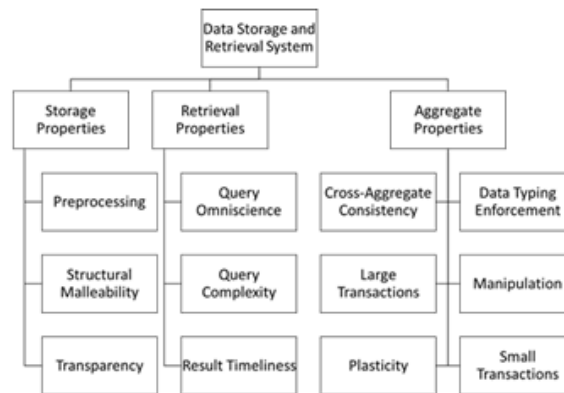 Data Storage and
Retrieval System
Storage
Properties
Retrieval
Properties
Aggregate
Properties
Preprocessing
Query
Omniscience
Cross-Aggregate
Consistency
Data Typing
Enforcement
Structural
Malleability
Query
Complexity
Large
Transactions
Manipulation
Transparency
Result Timeliness
Plasticity
Small
Transactions